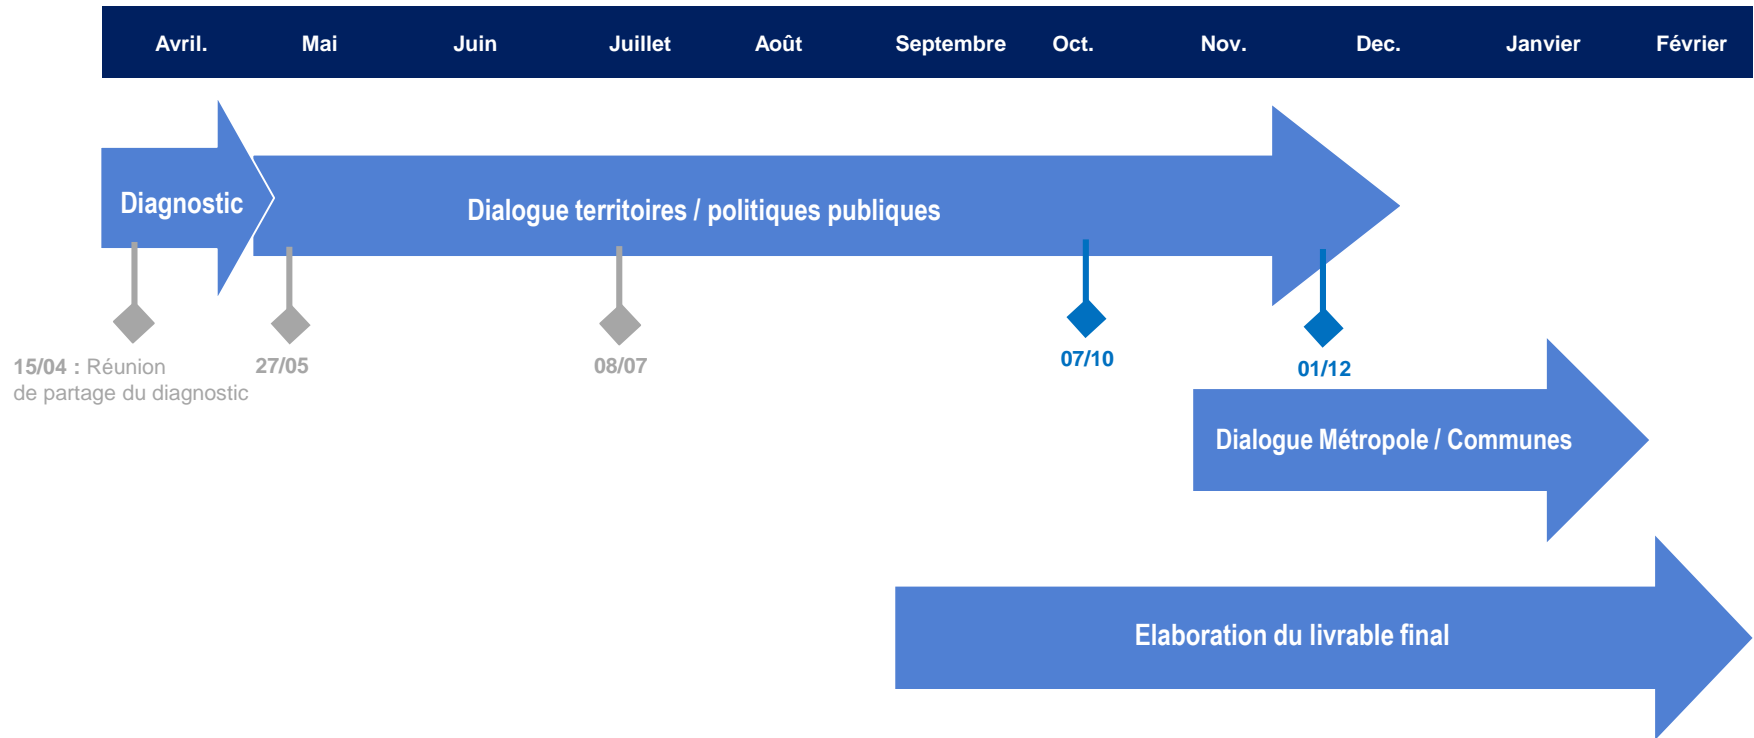 Avril. Mai Juin Juillet Août Septembre Oct. Nov. Dec. Janvier Février
Diagnostic
Dialogue territoires / politiques publiques
15/04 : Réunion
de partage du diagnostic
27/05
08/07
07/10
01/12
Dialogue Métropole / Communes
Elaboration du livrable final